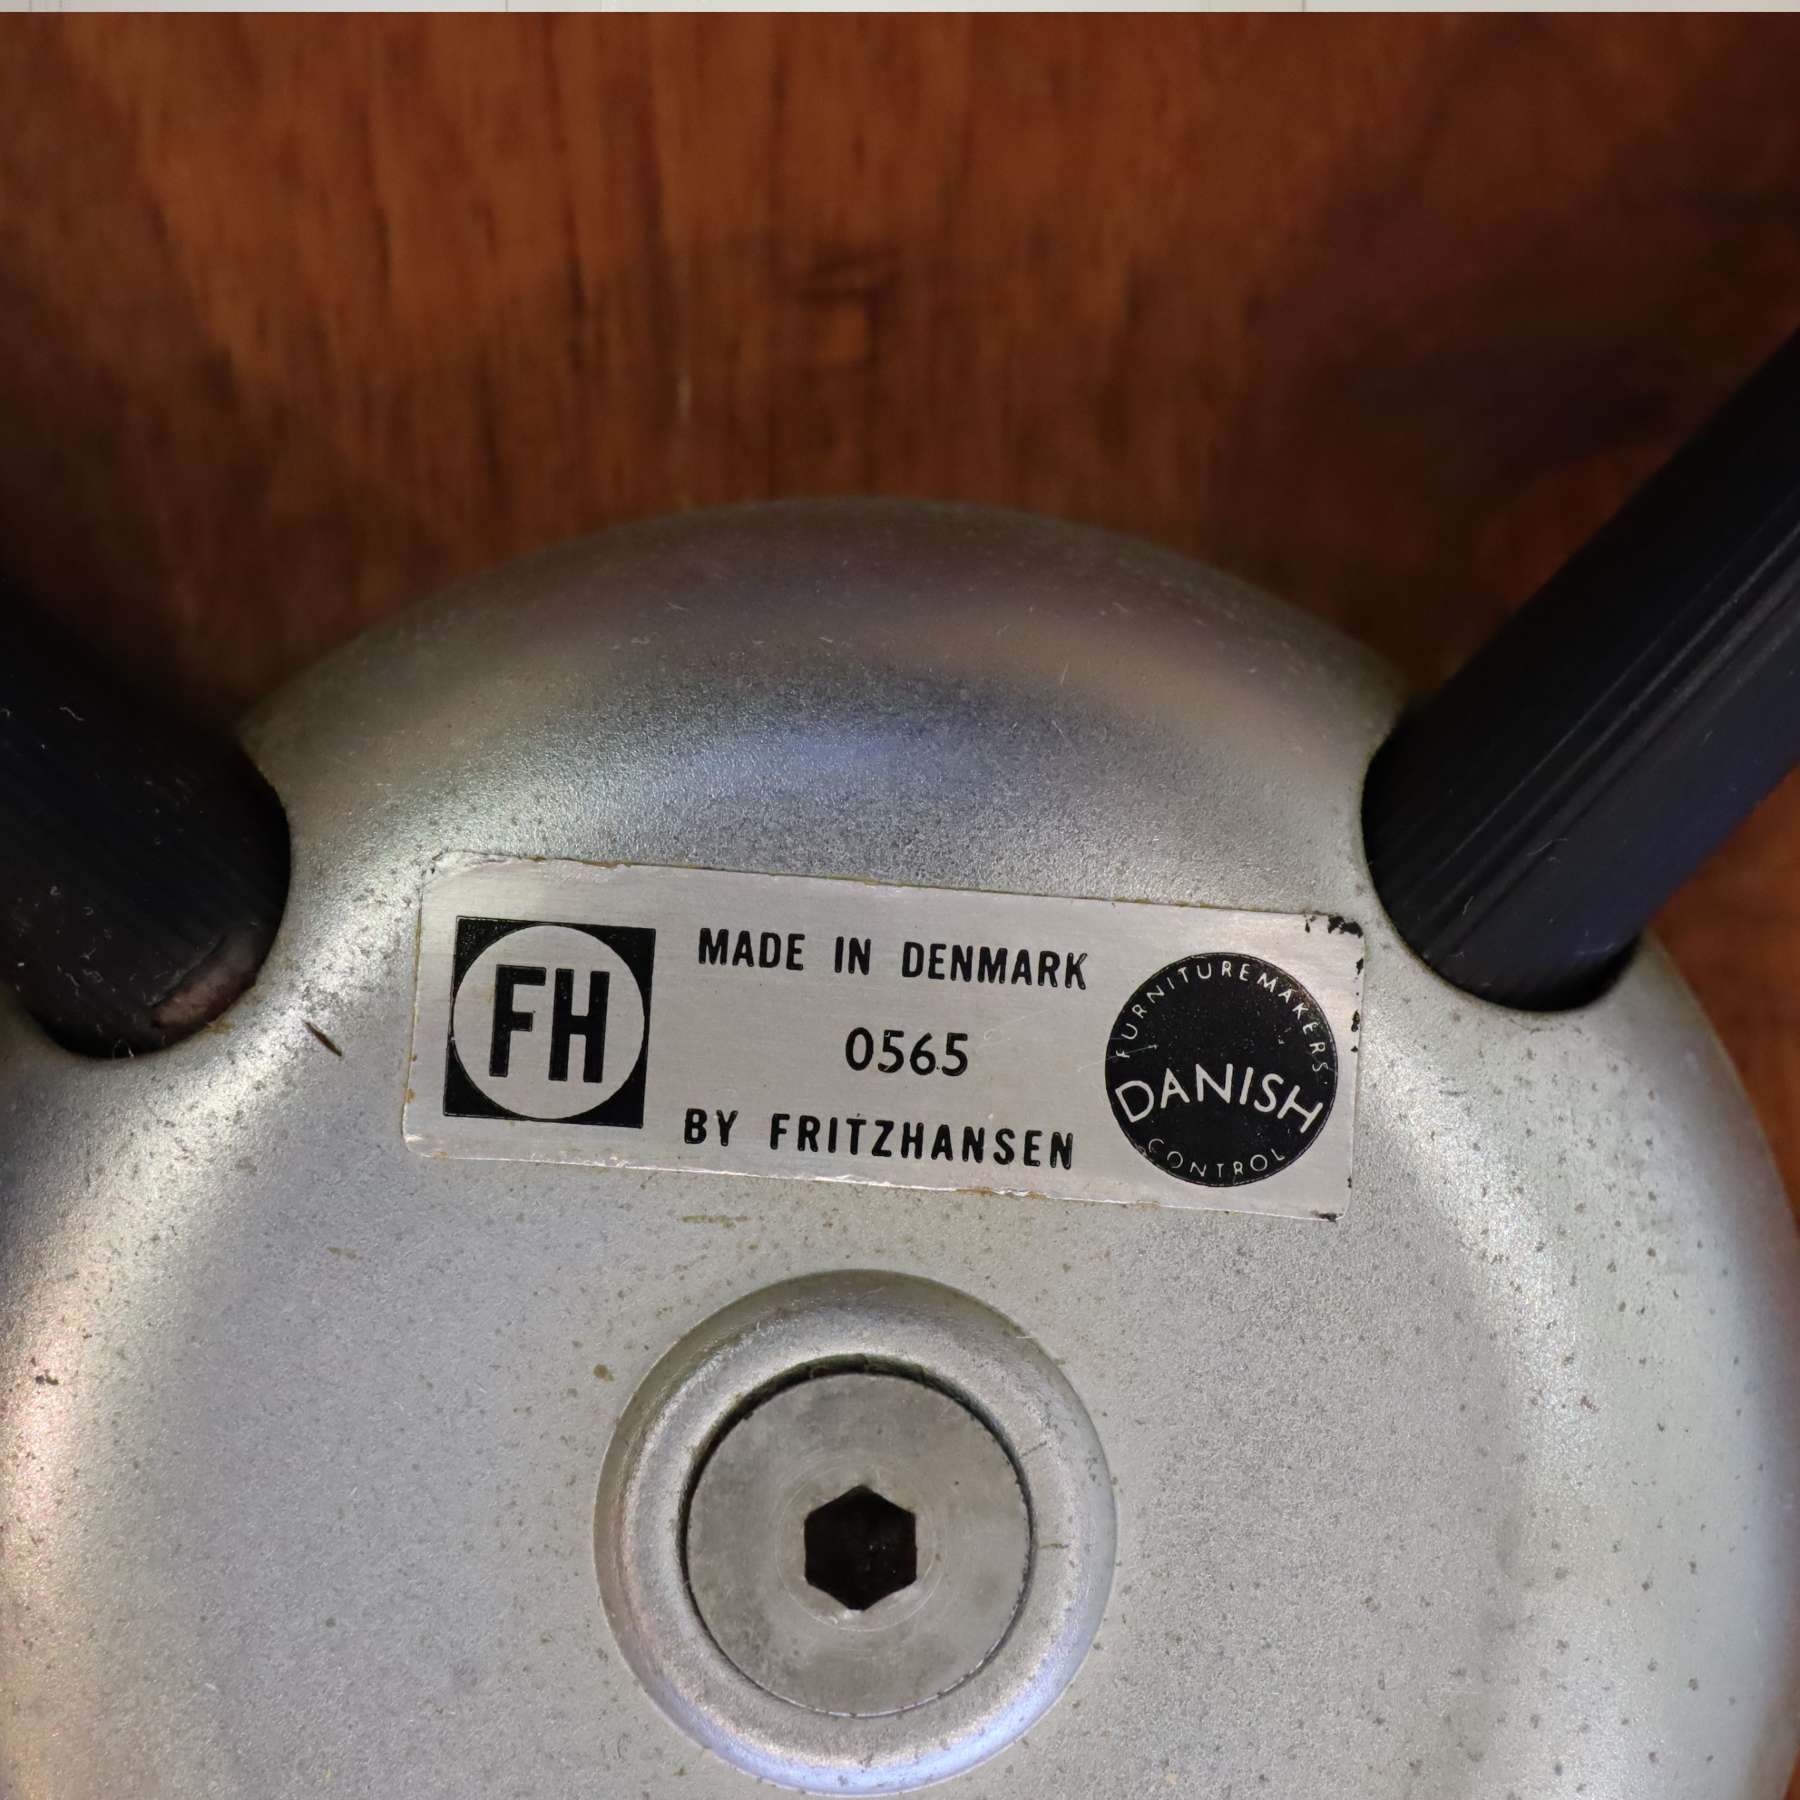 FH
MADE IN DENMARK
0565
BY FRITZHANSEN
FURNITUREMAKERS
DANISH
CONTROL